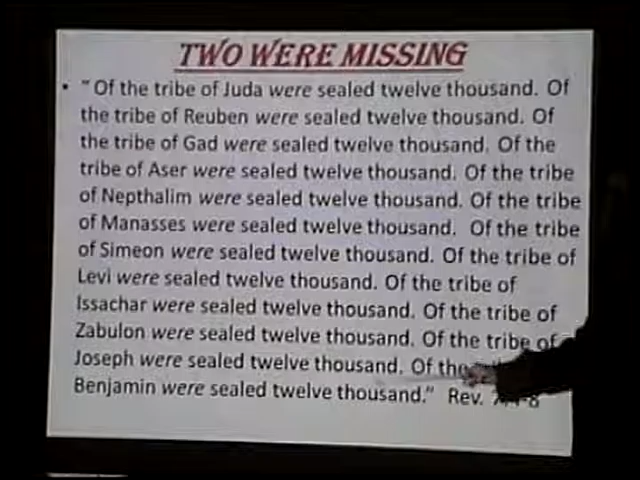 TWO WERE MISSING
• "Of the tribe of Juda were sealed twelve thousand. Of
the tribe of Reuben were sealed twelve thousand. Of
the tribe of Gad were sealed twelve thousand. Of the
tribe of Aser were sealed twelve thousand. Of the tribe
of Nepthalim were sealed twelve thousand. Of the tribe
of Manasses were sealed twelve thousand. Of the tribe
of Simeon were sealed twelve thousand. Of the tribe of
Levi were sealed twelve thousand. Of the tribe of
Issachar were sealed twelve thousand. Of the tribe of
Zabulon were sealed twelve thousand. Of the tribe of
Joseph were sealed twelve thousand. Of the
Benjamin were sealed twelve thousand." Rev.